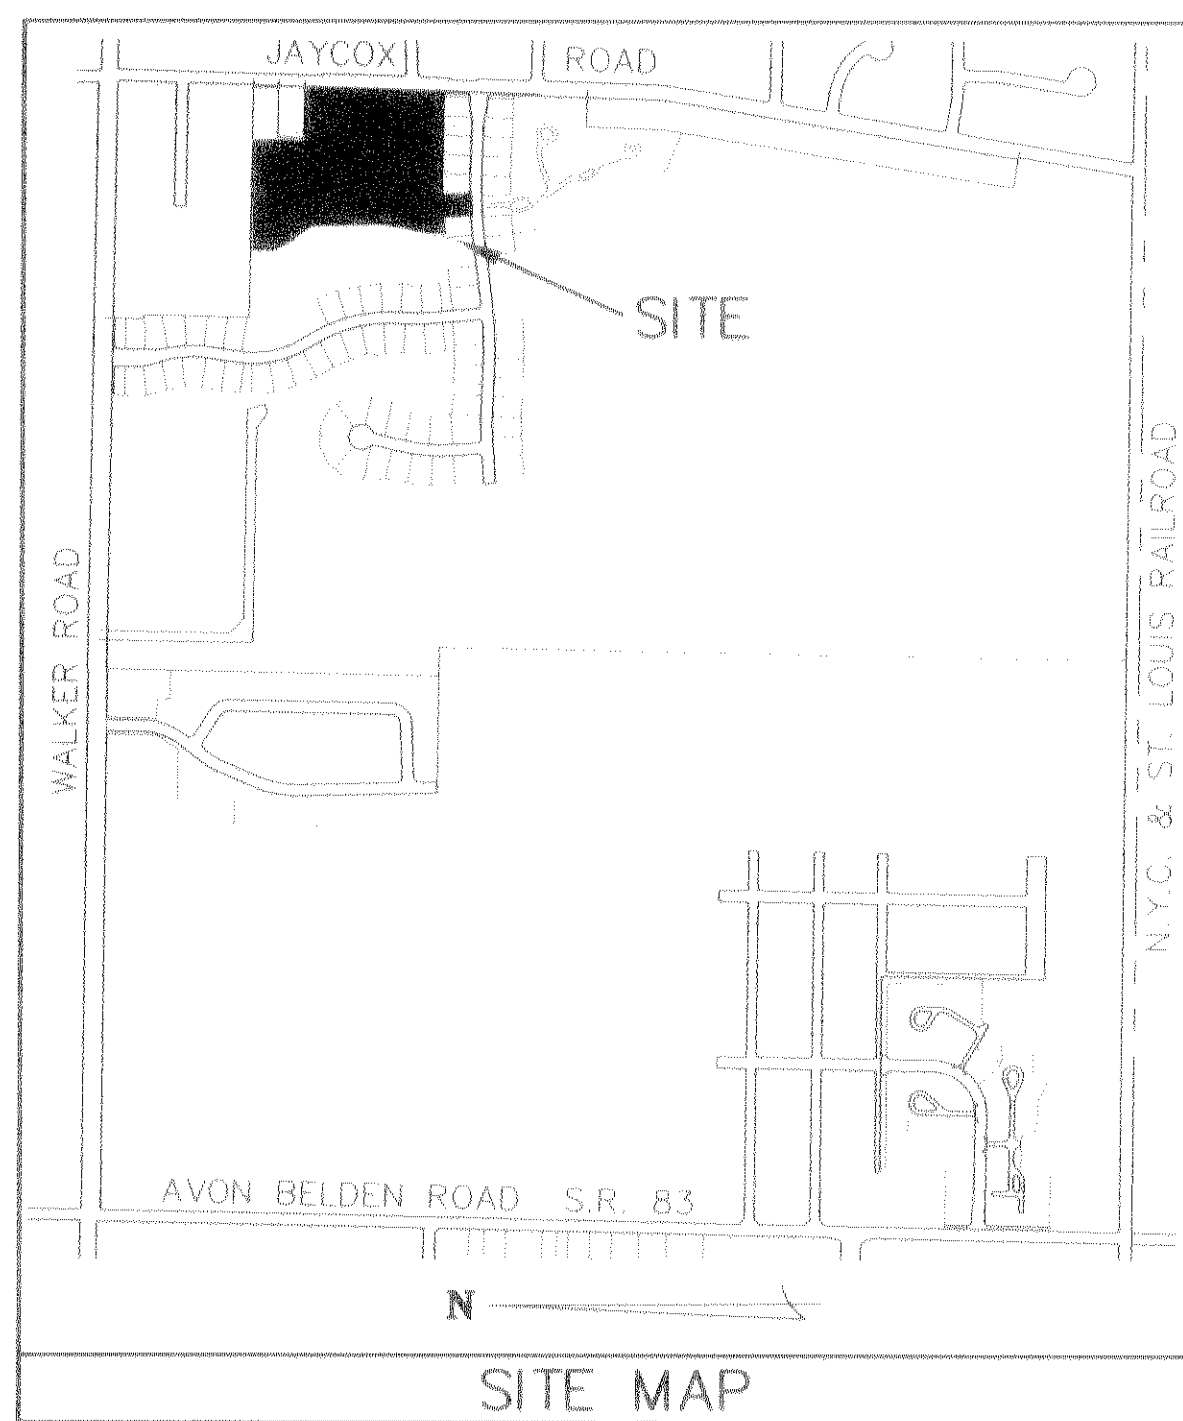 JAYCOX ROAD
SITE
WALKER ROAD
N.Y.C. & ST. LOUIS RAILROAD
AVON BELDEN ROAD S.R. 83
N
SITE MAP